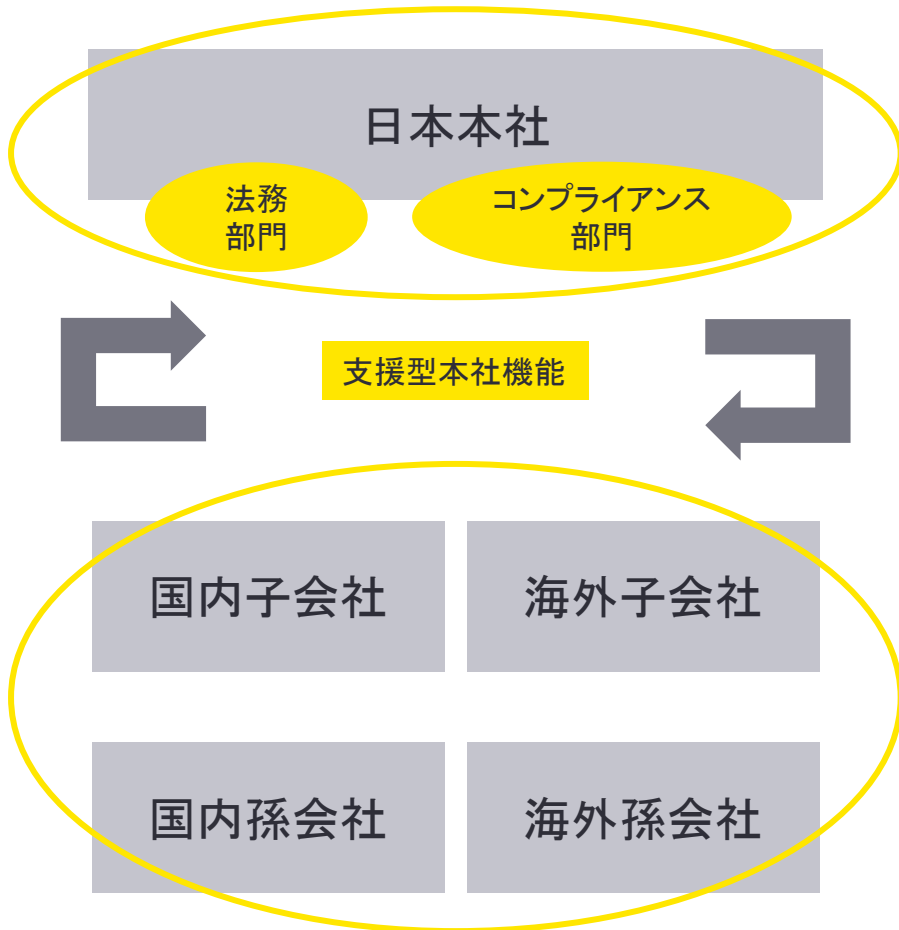 日本本社
法務
部門
コンプライアンス
部門
支援型本社機能
国内子会社
海外子会社
国内孫会社
海外孫会社